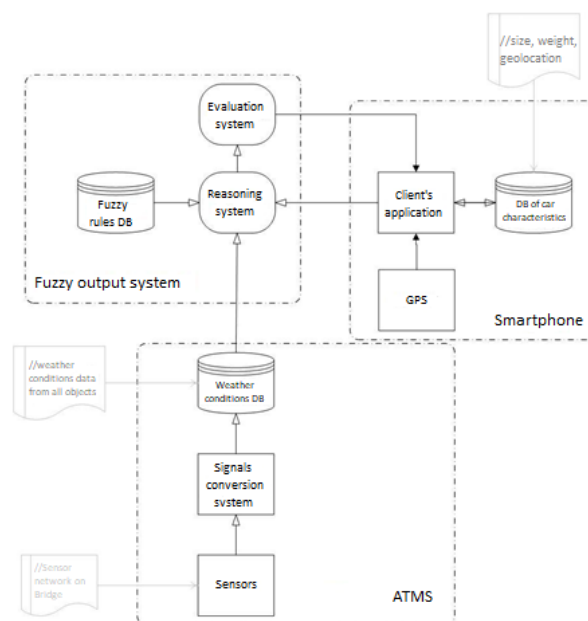 //size, weight,
geolocation
Evaluation
system
Fuzzy
rules DB
Reasoning
system
Client's
application
DB of car
characteristics
Fuzzy output system
GPS
Smartphone
//weather
conditions data
from all objects
Weather
conditions DB
Signals
conversion
system
//Sensor
network on
Bridge
Sensors
ATMS